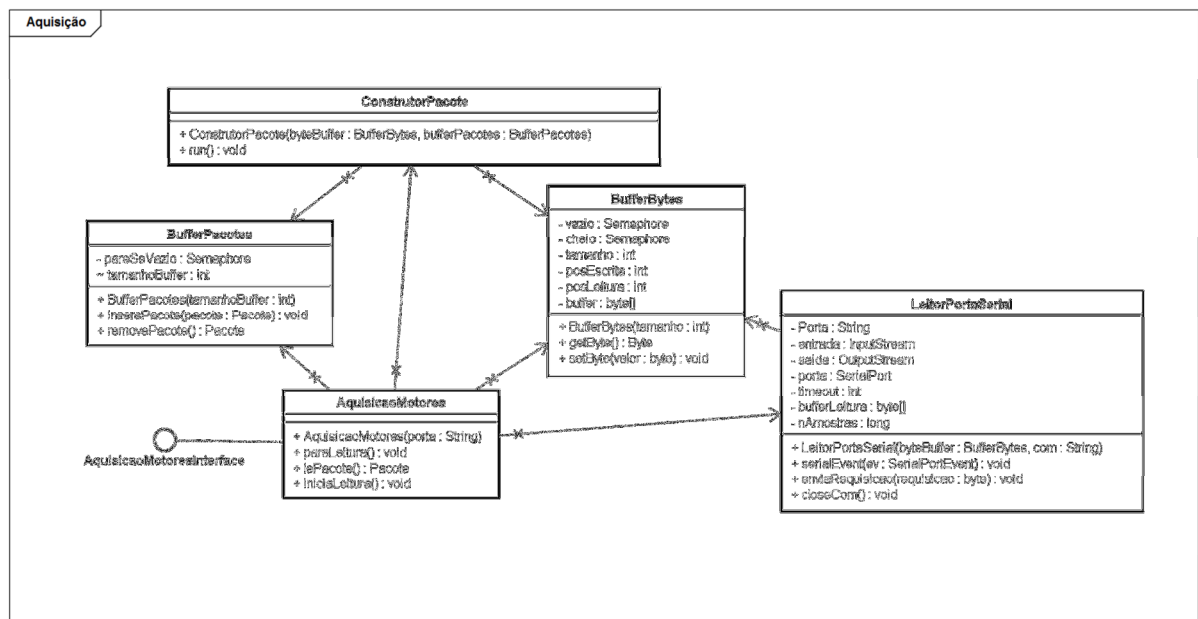 Aquisição
ConstrutorPacote
+ ConstrutorPacote(byteBuffer : BufferBytes, bufferPacotes : BufferPacotes)
+ run() : void
BufferPacotes
- paraSeVazio : Semaphore
~ tamanhoBuffer : int
+ BufferPacotes(tamanhoBuffer : int)
+ inserePacote(pacote : Pacote) : void
+ removePacote() : Pacote
BufferBytes
- vazio : Semaphore
- cheio : Semaphore
- tamanho : int
- posEscrita : int
- posLeitura : int
- buffer : byte[]
+ BufferBytes(tamanho : int)
+ getByte() : Byte
+ setByte(valor : byte) : void
LeitorPortaSerial
- Porta : String
- entrada : InputStream
- saida : OutputStream
- porta : SerialPort
- timeout : int
- bufferLeitura : byte[]
- nAmostras : long
+ LeitorPortaSerial(byteBuffer : BufferBytes, com : String)
+ serialEvent(ev : SerialPortEvent) : void
+ enviaRequisicao(requisicao : byte) : void
+ closeCom() : void
AquisicaoMotores
+ AquisicaoMotores(porta : String)
+ paraLeitura() : void
+ lePacote() : Pacote
+ iniciaLeitura() : void
AquisicaoMotoresInterface